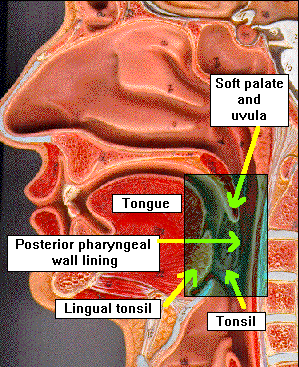 Soft palate
and
uvula
Tongue
Posterior pharyngeal
wall lining
Lingual tonsil
Tonsil